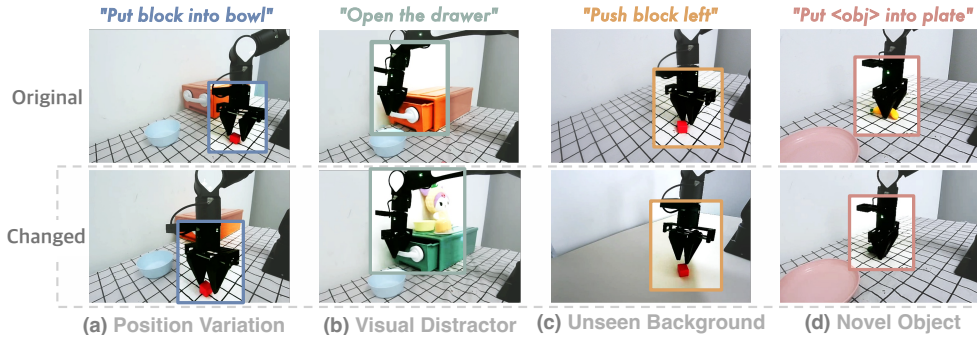 "Put block into bowl" "Open the drawer" "Push block left" "Put <obj> into plate"
Original
Changed
(a) Position Variation (b) Visual Distractor (c) Unseen Background (d) Novel Object